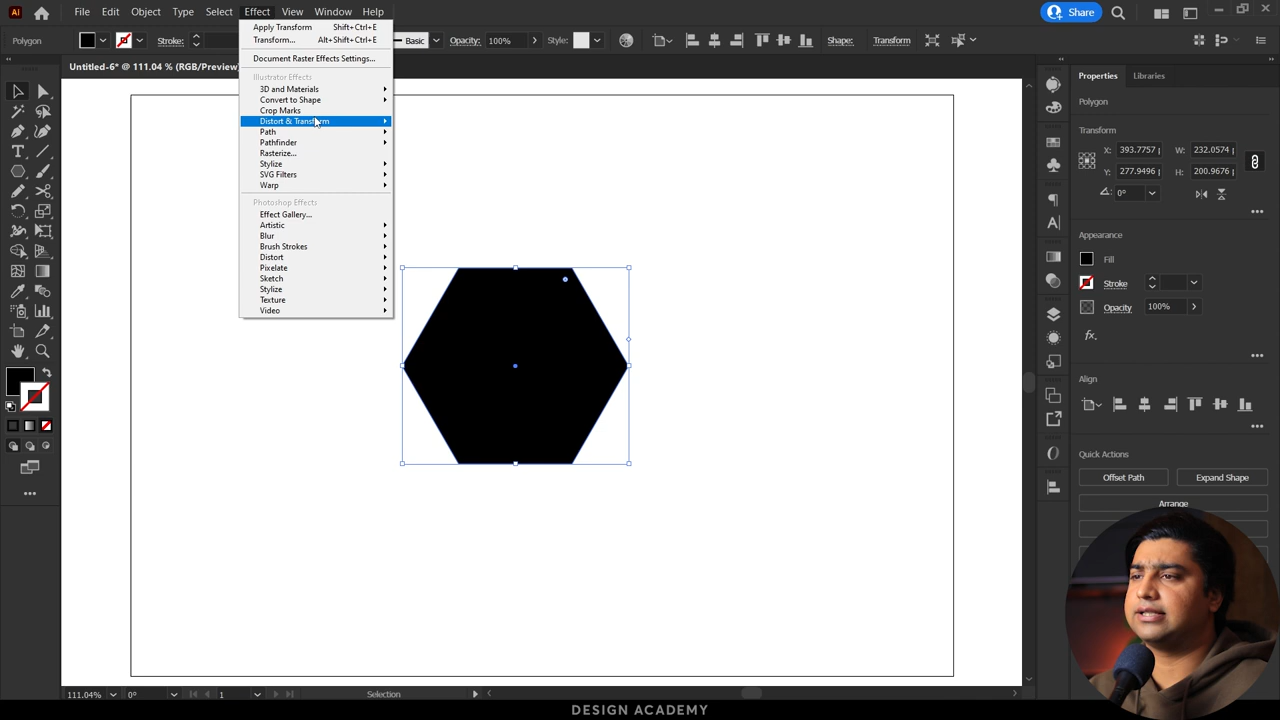 Ai File Edit Object Type Select Effect View Window Help Share
Polygon Stroke: Basic Opacity: 100% Style: Shape: Transform
Untitled-6* @ 111.04 % (RGB/Preview)
Apply Transform Shift+Ctrl+E
Transform... Alt+Shift+Ctrl+E
Document Raster Effects Settings...
Illustrator Effects
3D and Materials
Convert to Shape
Crop Marks
Distort & Transform
Path
Pathfinder
Rasterize...
Stylize
SVG Filters
Warp
Photoshop Effects
Effect Gallery...
Artistic
Blur
Brush Strokes
Distort
Pixelate
Sketch
Stylize
Texture
Video
Properties Libraries
Polygon
Transform
X: 393.7757 W: 232.0574
Y: 277.9496 H: 200.9676
0°
Appearance
Fill
Stroke
Opacity 100%
fx.
Align
Quick Actions
Offset Path Expand Shape
Arrange
111.04% 0° 1 Selection
DESIGN ACADEMY